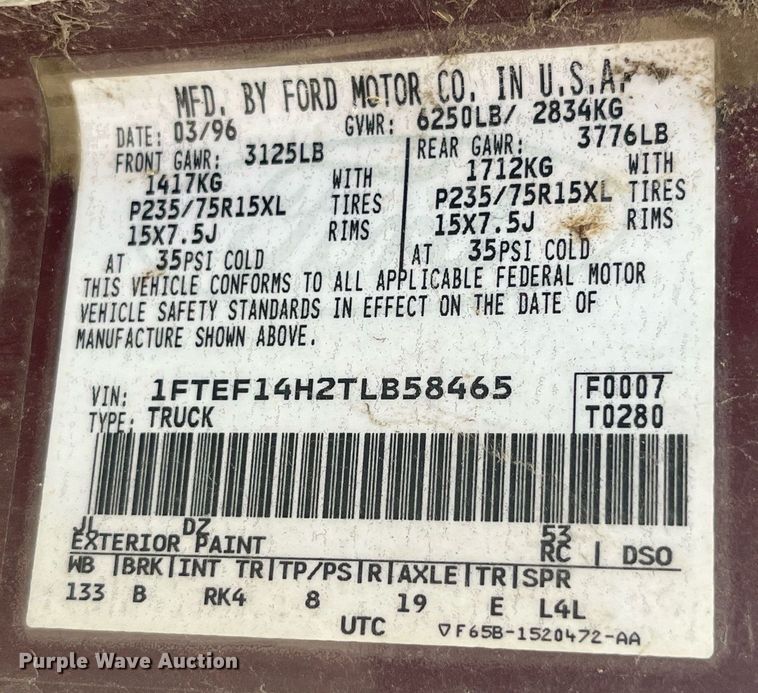 MFD. BY FORD MOTOR CO. IN U.S.A.
DATE: 03/96 GVWR: 6250LB/ 2834KG
FRONT GAWR: 3125LB REAR GAWR: 3776LB
1417KG WITH 1712KG WITH
P235/75R15XL TIRES P235/75R15XL TIRES
15X7.5J RIMS 15X7.5J RIMS
AT 35PSI COLD AT 35PSI COLD
THIS VEHICLE CONFORMS TO ALL APPLICABLE FEDERAL MOTOR
VEHICLE SAFETY STANDARDS IN EFFECT ON THE DATE OF
MANUFACTURE SHOWN ABOVE.
VIN: 1FTEF14H2TLB58465 F0007
TYPE: TRUCK T0280
JL DZ 53
EXTERIOR PAINT RC | DSO
WB |BRK|INT TR|TP/PS|R|AXLE|TR|SPR
133 B RK4 8 19 E L4L
UTC ▽F65B-1520472-AA
Purple Wave Auction